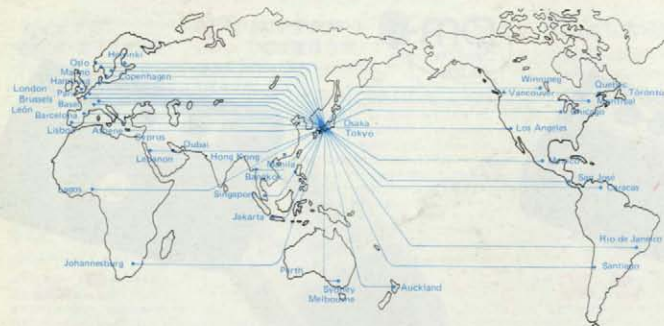 Helsinki
Oslo
Malmö
Hamburg
Copenhagen
London
Brussels
Basel
León
Barcelona
Lisbon
Athens
Cyprus
Lebanon
Dubai
Hong Kong
Manila
Bangkok
Singapore
Jakarta
Lagos
Johannesburg
Osaka
Tokyo
Perth
Sydney
Melbourne
Auckland
Winnipeg
Vancouver
Quebec
Toronto
Montreal
Chicago
Los Angeles
San José
Caracas
Rio de Janeiro
Santiago